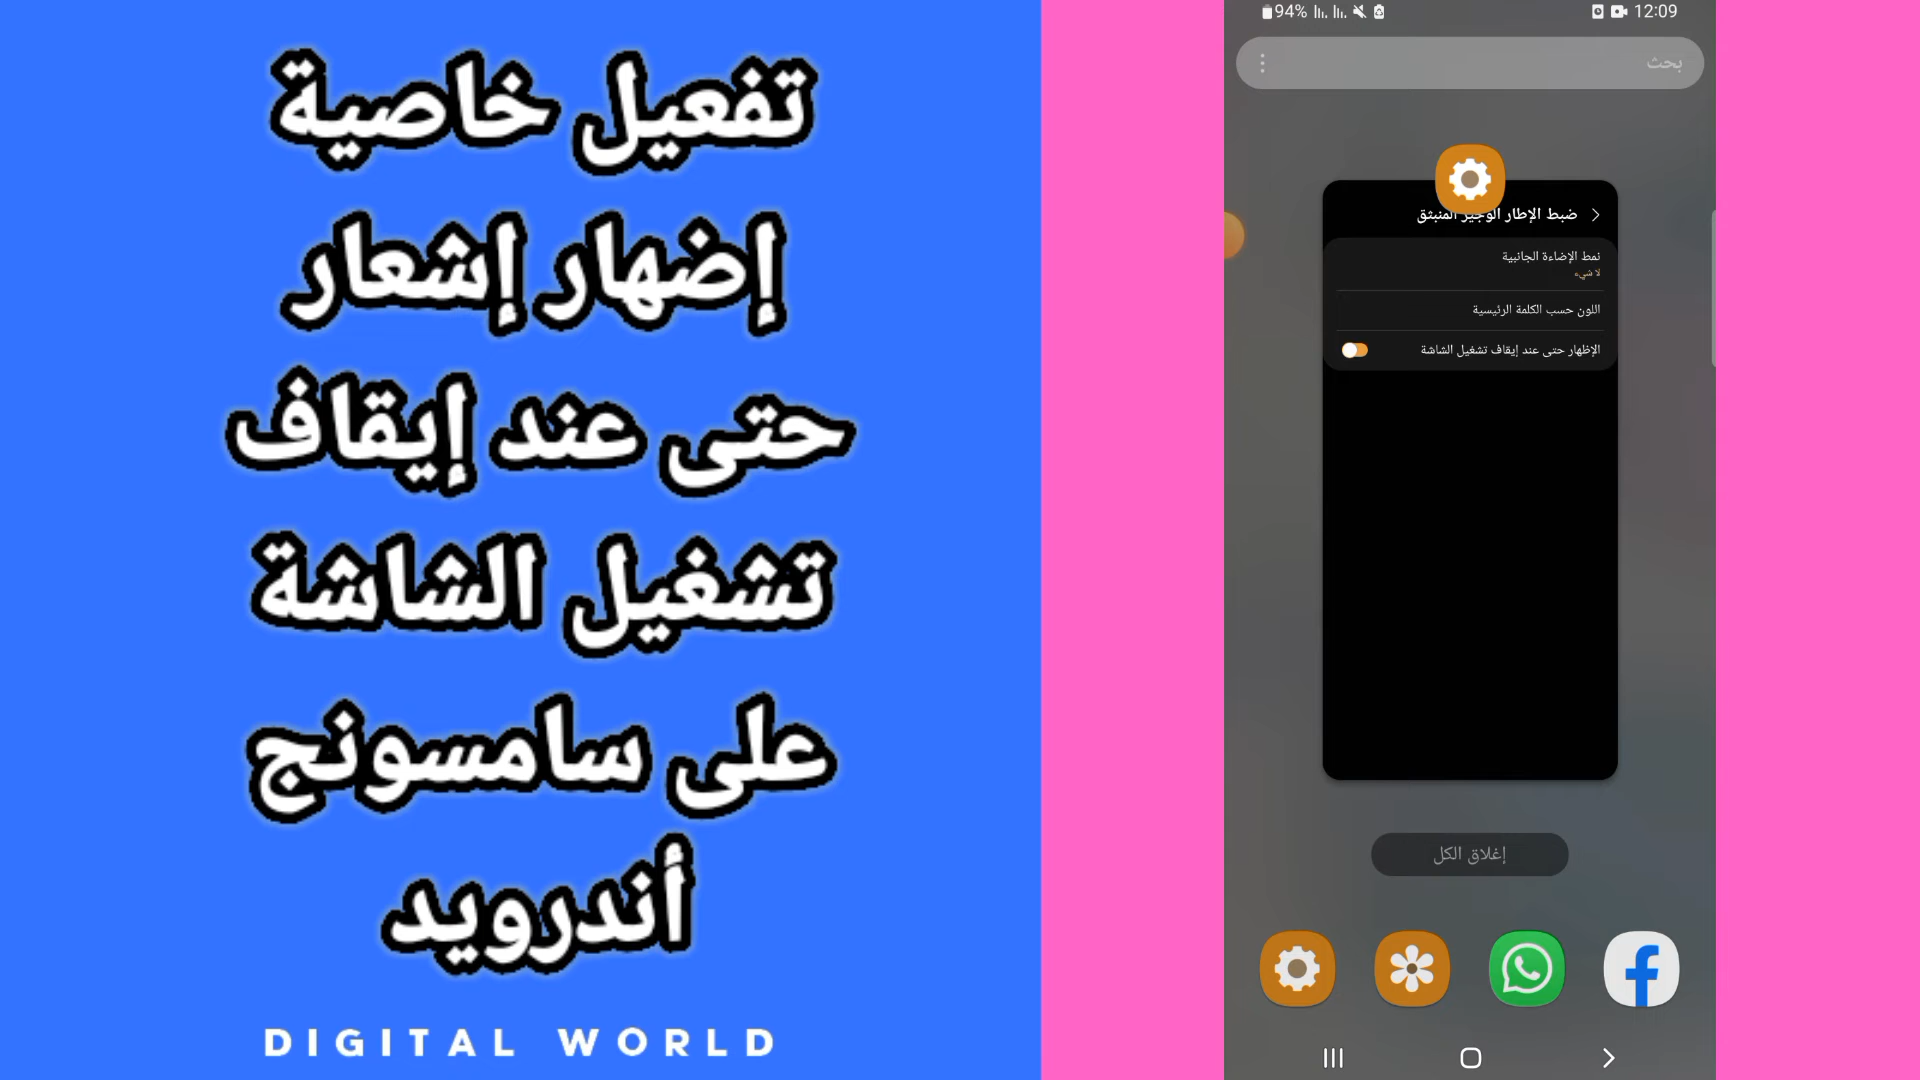 تفعيل خاصية
إضهار إشعار
حتى عند إيقاف
تشغيل الشاشة
على سامسونج
أندرويد
DIGITAL WORLD
94%
12:09
بحث
ضبط الإطار الوجيز المنبثق
نمط الإضاءة الجانبية
لا شيء
اللون حسب الكلمة الرئيسية
الإظهار حتى عند إيقاف تشغيل الشاشة
إغلاق الكل